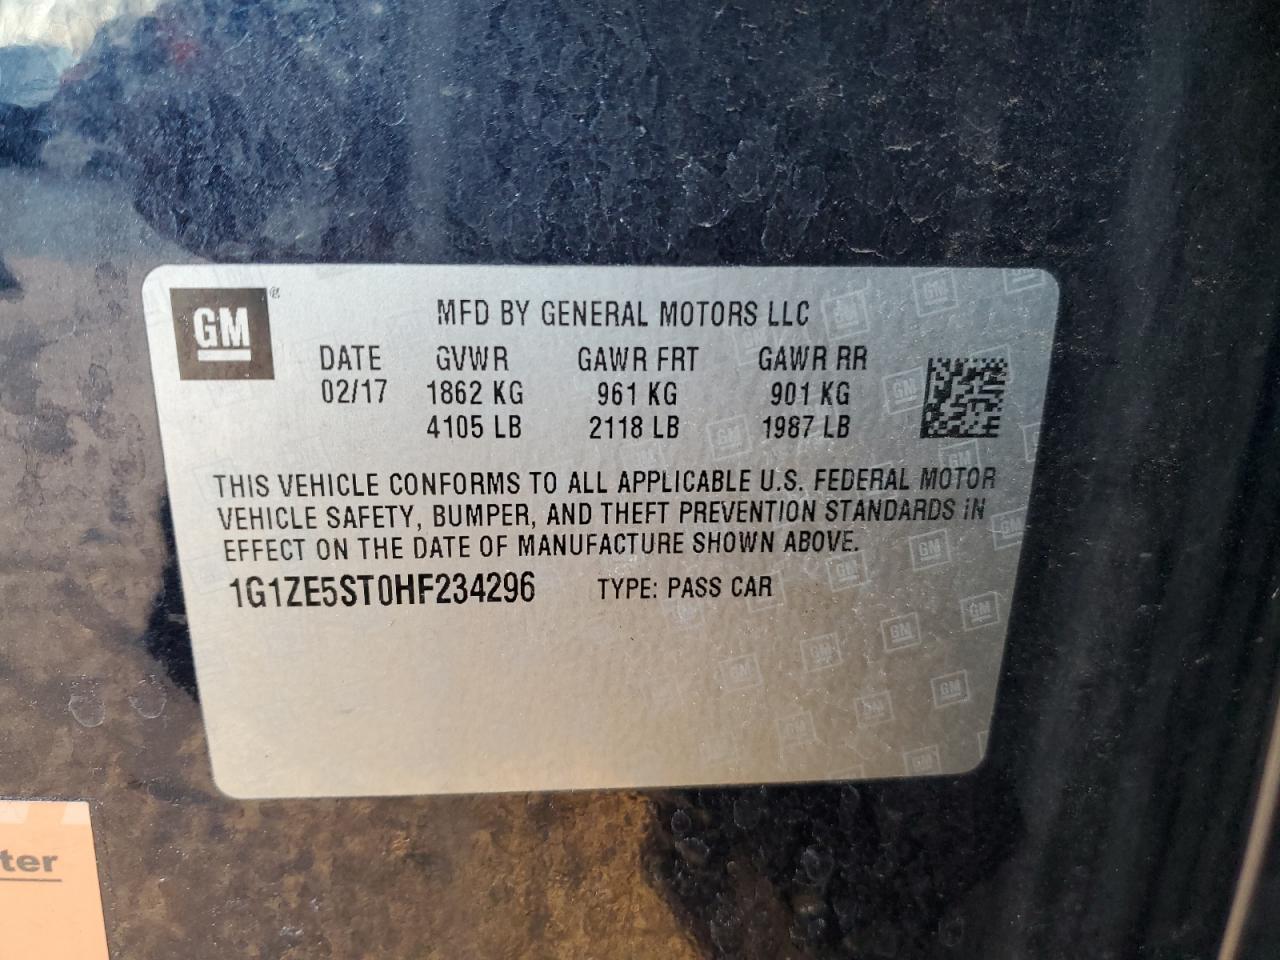 GM®
MFD BY GENERAL MOTORS LLC
DATE GVWR GAWR FRT GAWR RR
02/17 1862 KG 961 KG 901 KG
4105 LB 2118 LB 1987 LB
THIS VEHICLE CONFORMS TO ALL APPLICABLE U.S. FEDERAL MOTOR
VEHICLE SAFETY, BUMPER, AND THEFT PREVENTION STANDARDS IN
EFFECT ON THE DATE OF MANUFACTURE SHOWN ABOVE.
1G1ZE5ST0HF234296 TYPE: PASS CAR
ter